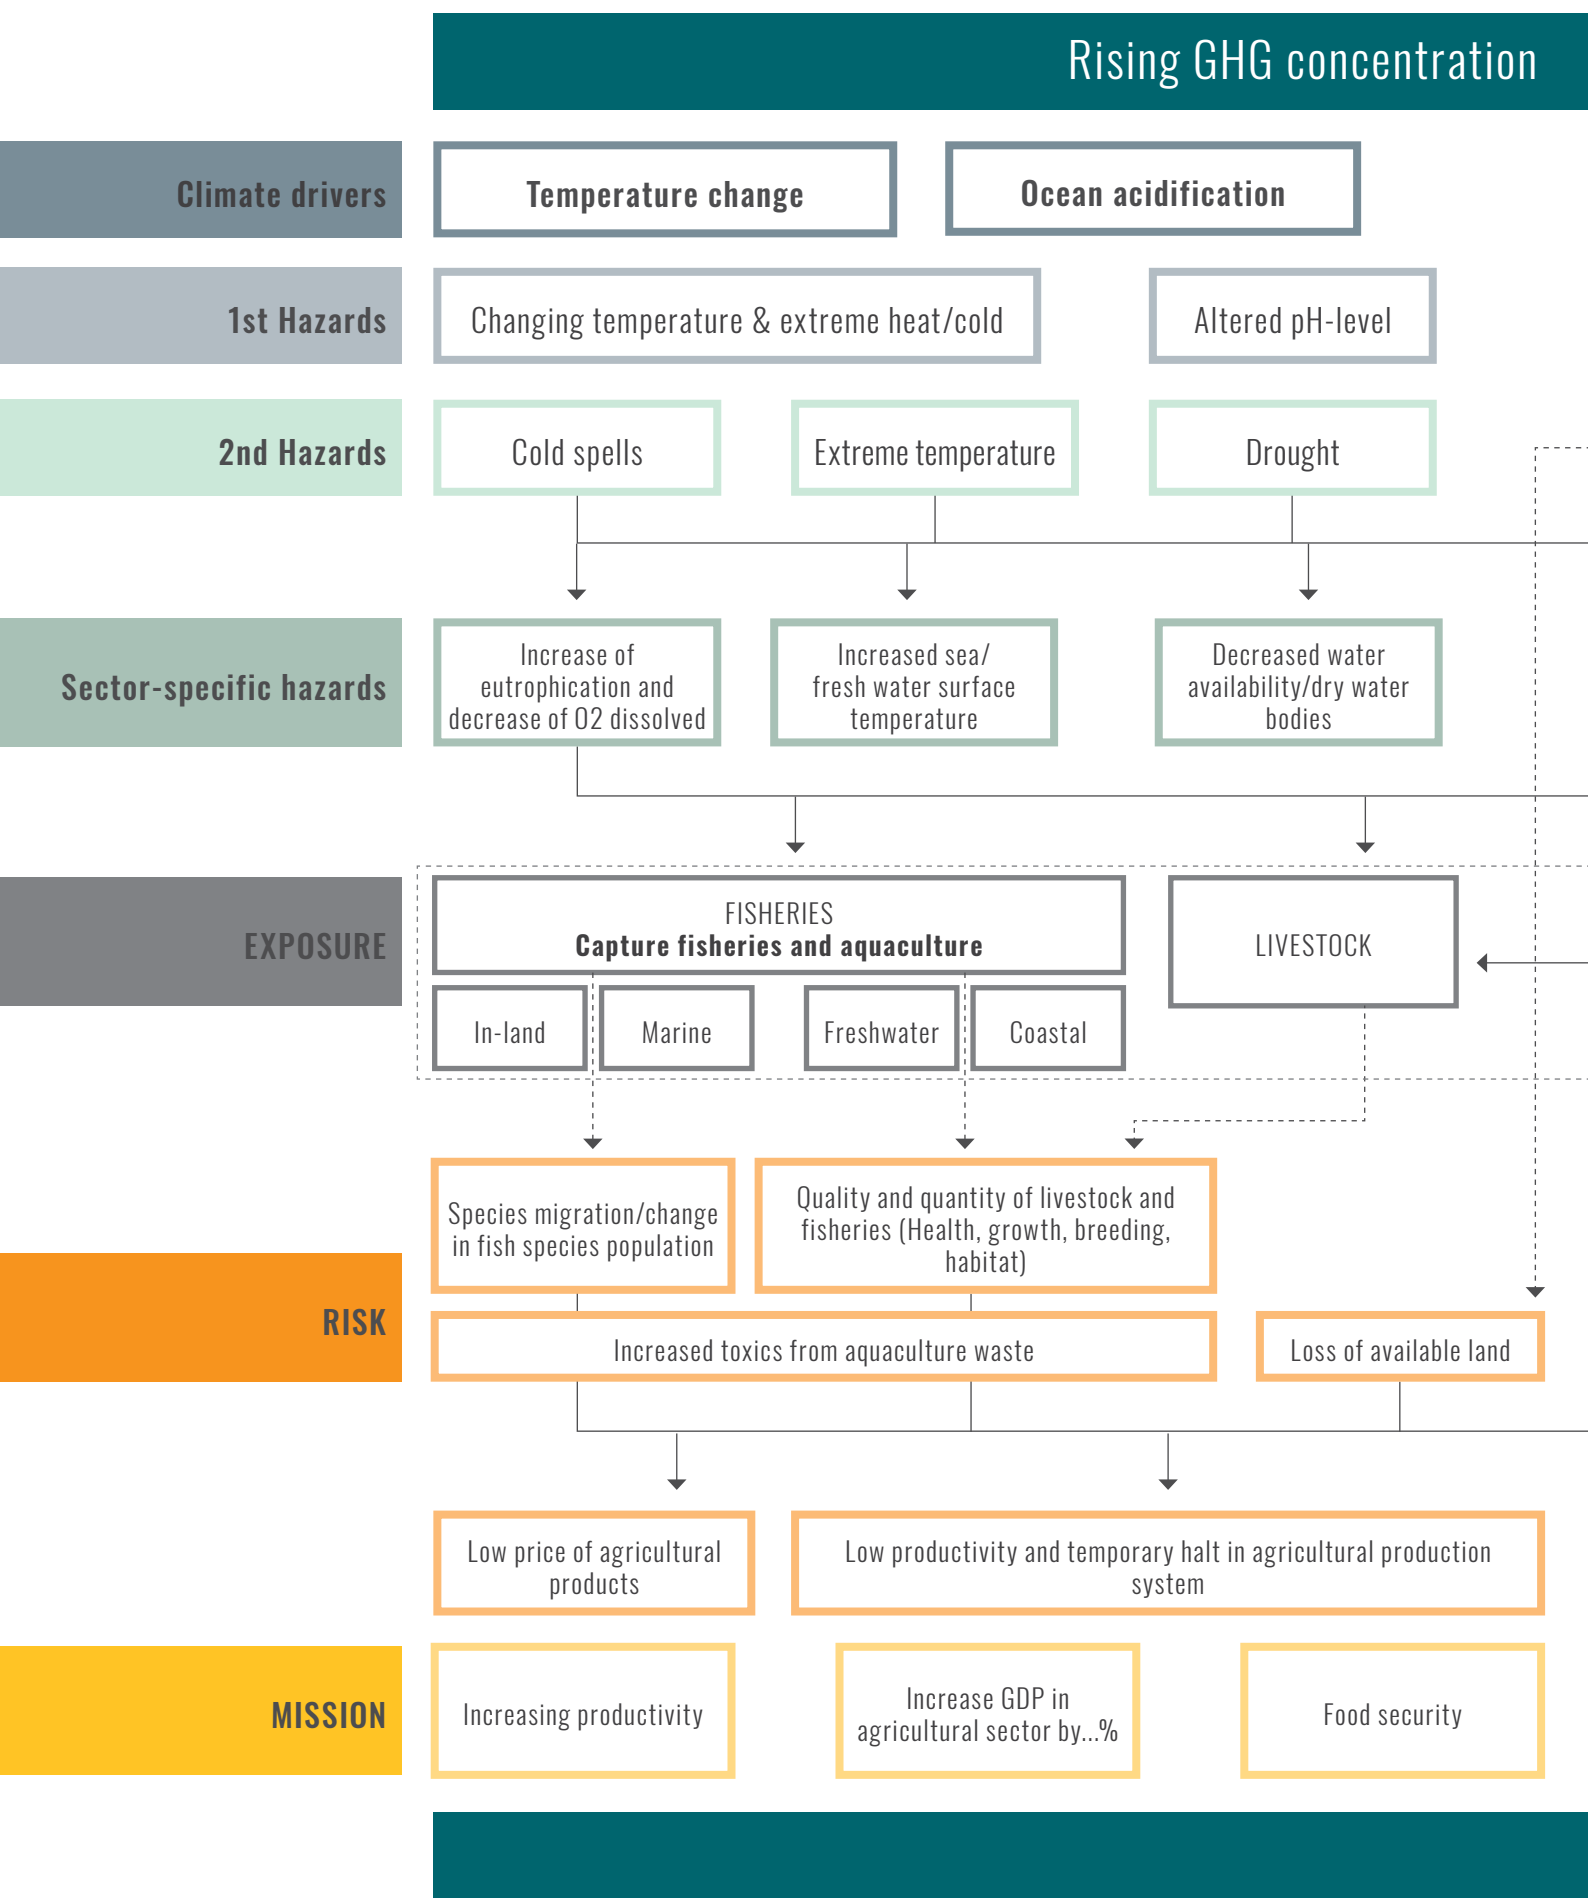 Rising GHG concentration
Climate drivers
Temperature change
Ocean acidification
1st Hazards
Changing temperature & extreme heat/cold
Altered pH-level
2nd Hazards
Cold spells
Extreme temperature
Drought
Sector-specific hazards
Increase of
eutrophication and
decrease of O2 dissolved
Increased sea/
fresh water surface
temperature
Decreased water
availability/dry water
bodies
EXPOSURE
FISHERIES
Capture fisheries and aquaculture
LIVESTOCK
In-land
Marine
Freshwater
Coastal
RISK
Species migration/change
in fish species population
Quality and quantity of livestock and
fisheries (Health, growth, breeding,
habitat)
Increased toxics from aquaculture waste
Loss of available land
Low price of agricultural
products
Low productivity and temporary halt in agricultural production
system
MISSION
Increasing productivity
Increase GDP in
agricultural sector by...%
Food security